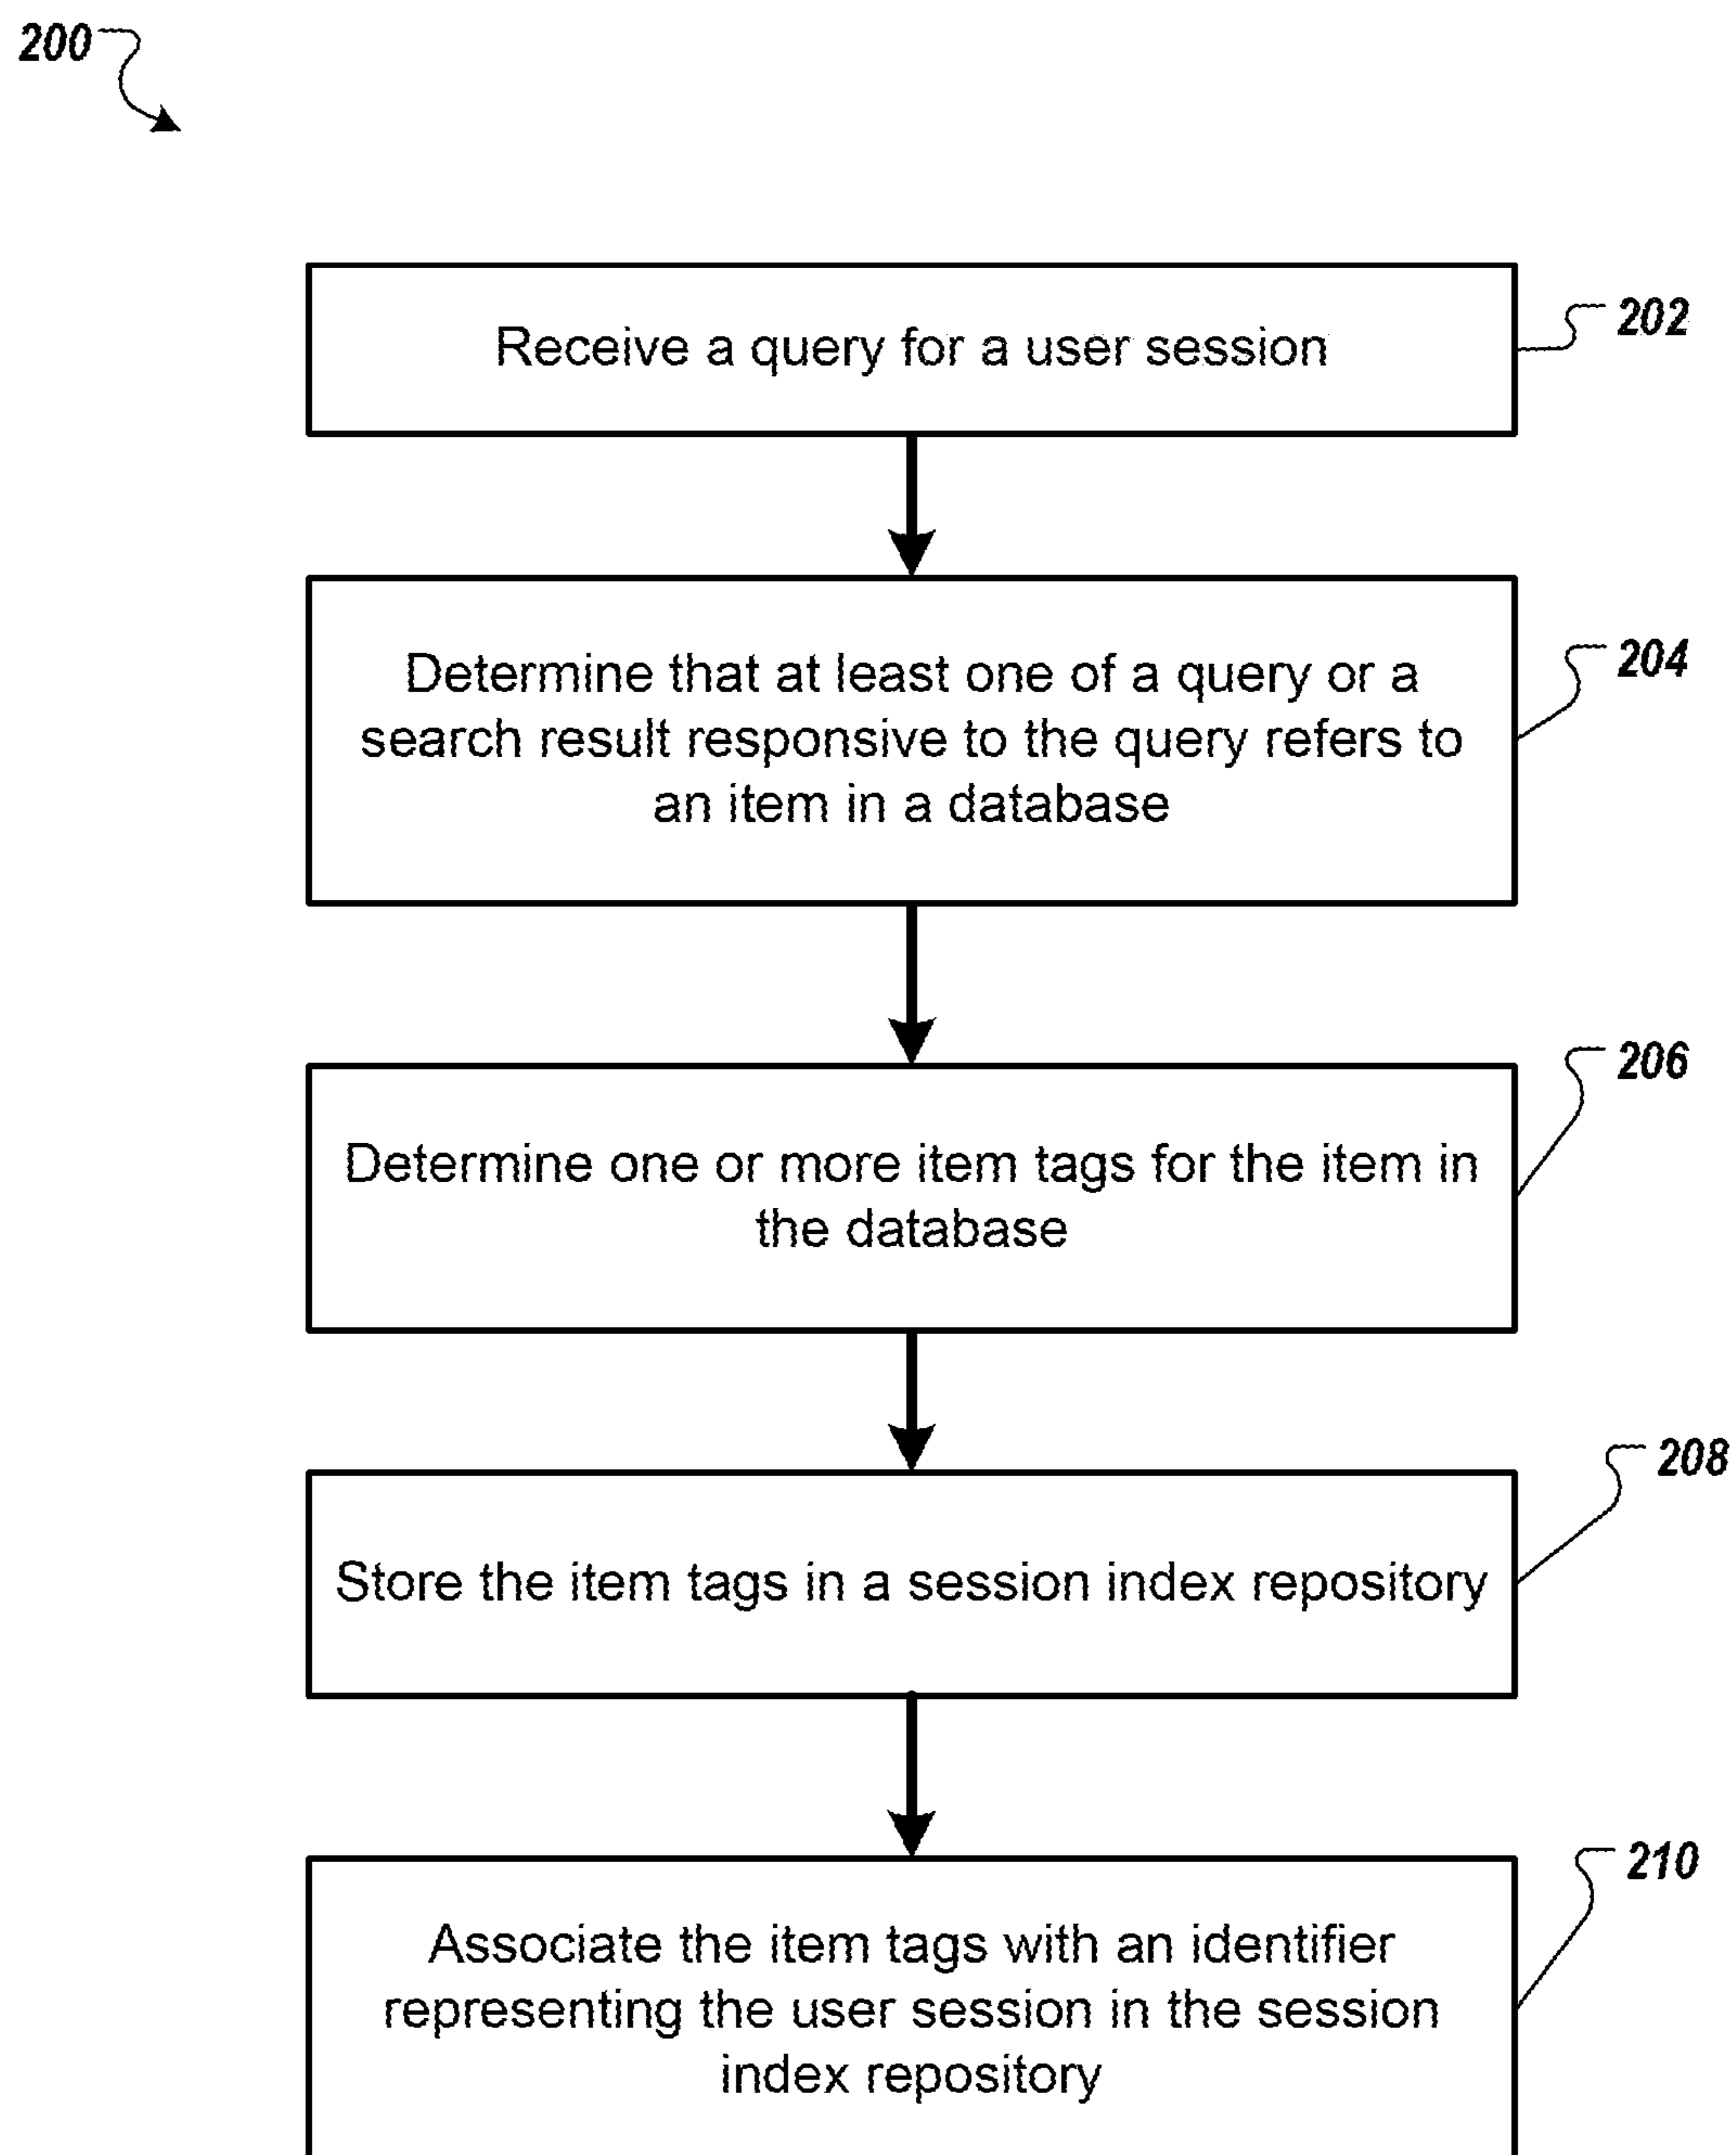 200
Receive a query for a user session
202
Determine that at least one of a query or a
search result responsive to the query refers to
an item in a database
204
Determine one or more item tags for the item in
the database
206
Store the item tags in a session index repository
208
Associate the item tags with an identifier
representing the user session in the session
index repository
210